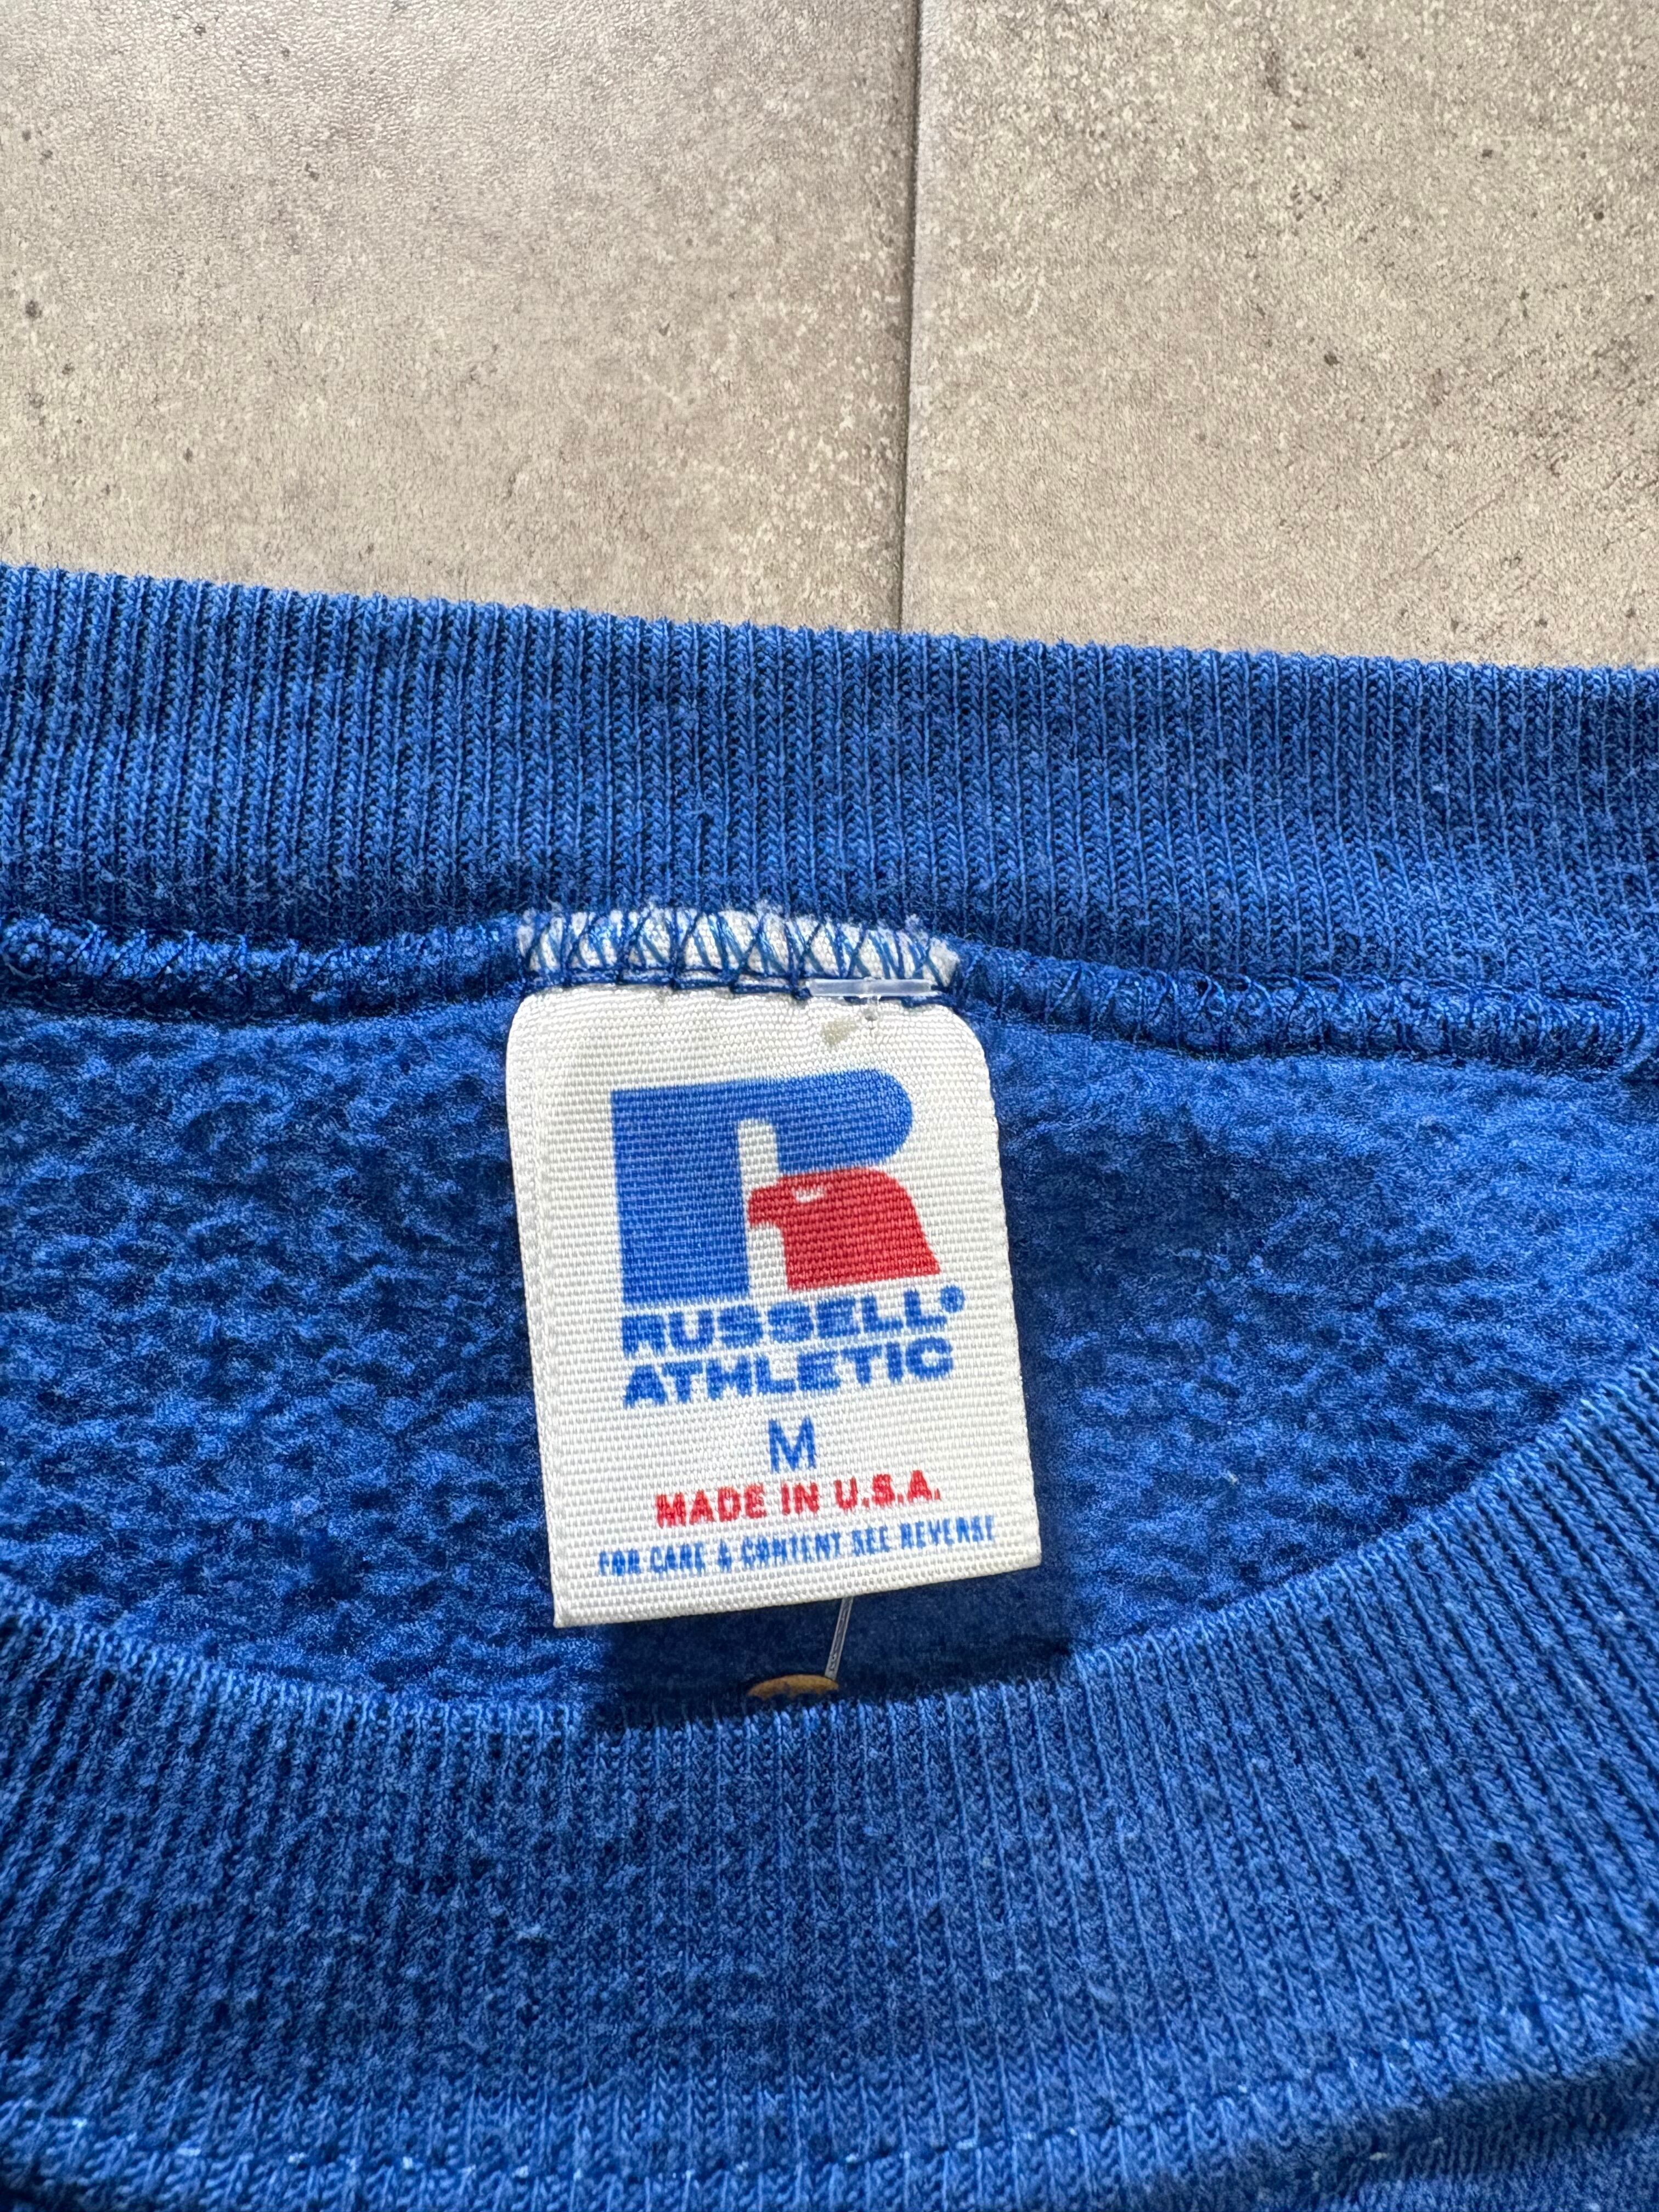 RUSSELL®
ATHLETIC
M
MADE IN U.S.A.
FOR CARE & CONTENT SEE REVERSE